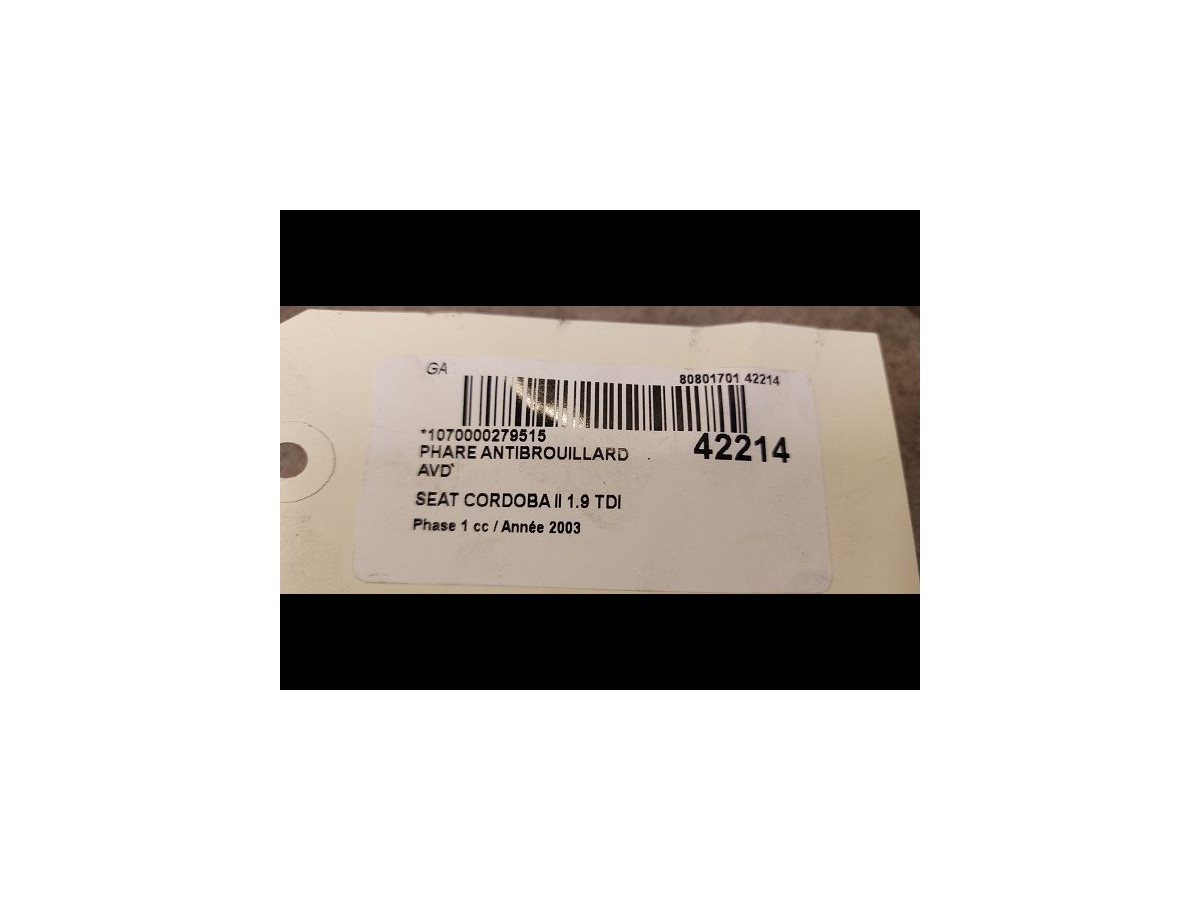 GA
80801701 42214
*1070000279515
42214
PHARE ANTIBROUILLARD
AVD
SEAT CORDOBA II 1.9 TDI
Phase 1 cc / Année 2003